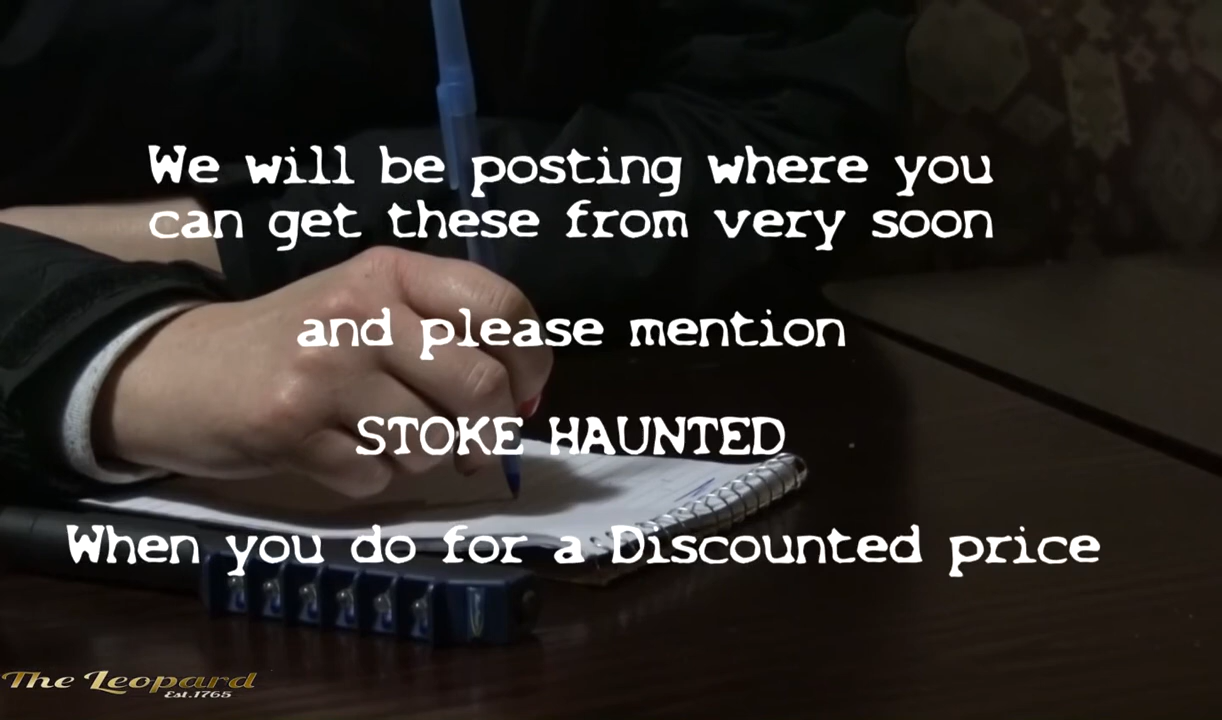 We will be posting where you
can get these from very soon
and please mention
STOKE HAUNTED
When you do for a Discounted price
The Leopard
Est.1765